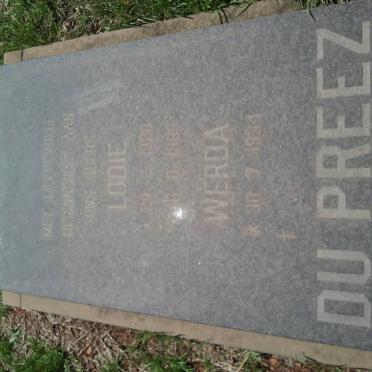 MET LIEFDEVOLLE
HERINNERING AAN
ONS OUERS
LODIE
WERDA
* 30 7 1934
DU PREEZ